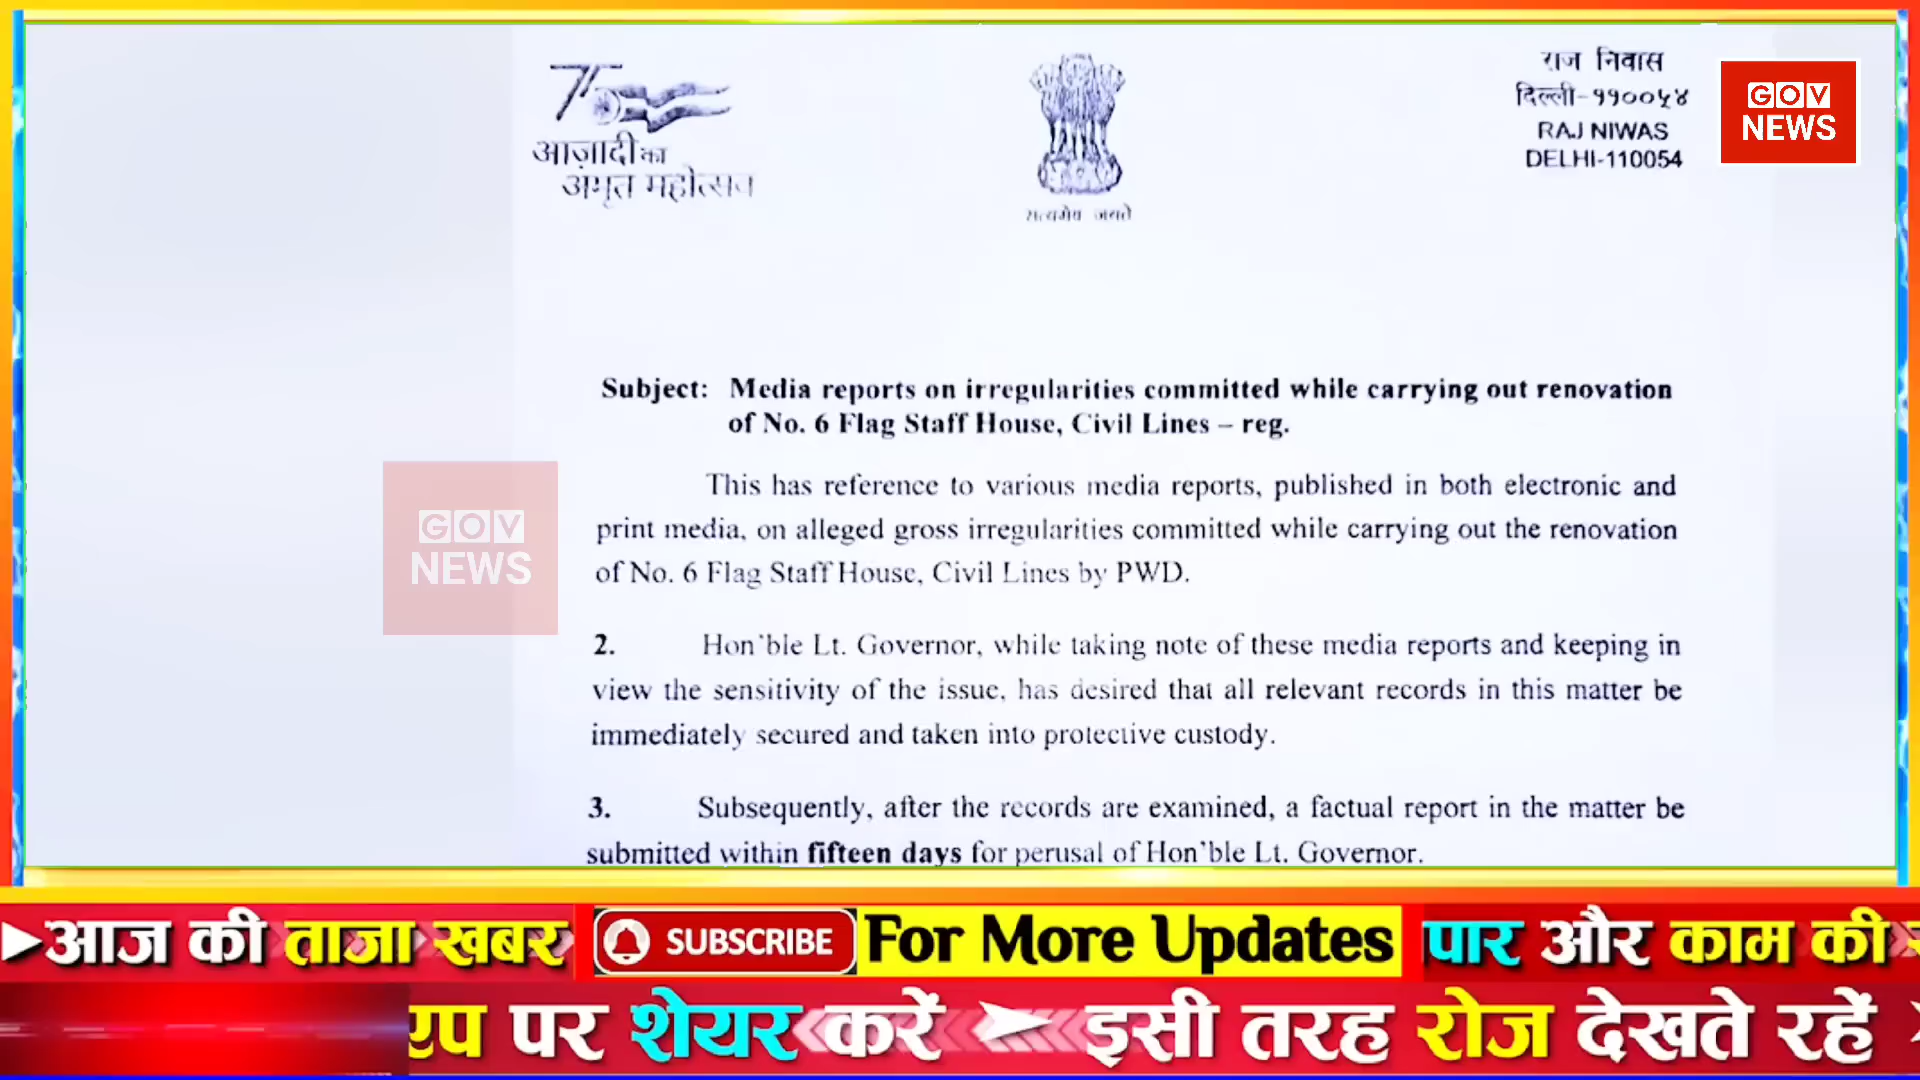 75
आज़ादी का
अमृत महोत्सव
सत्यमेव जयते
राज निवास
दिल्ली-११००५४
RAJ NIWAS
DELHI-110054
GOV
NEWS
Subject: Media reports on irregularities committed while carrying out renovation
of No. 6 Flag Staff House, Civil Lines – reg.
This has reference to various media reports, published in both electronic and
print media, on alleged gross irregularities committed while carrying out the renovation
of No. 6 Flag Staff House, Civil Lines by PWD.
GOV
NEWS
2. Hon'ble Lt. Governor, while taking note of these media reports and keeping in
view the sensitivity of the issue, has desired that all relevant records in this matter be
immediately secured and taken into protective custody.
3. Subsequently, after the records are examined, a factual report in the matter be
submitted within fifteen days for perusal of Hon'ble Lt. Governor.
आज की ताजा खबर
SUBSCRIBE
For More Updates
पार और काम की
पर शेयर करें इसी तरह रोज देखते रहें